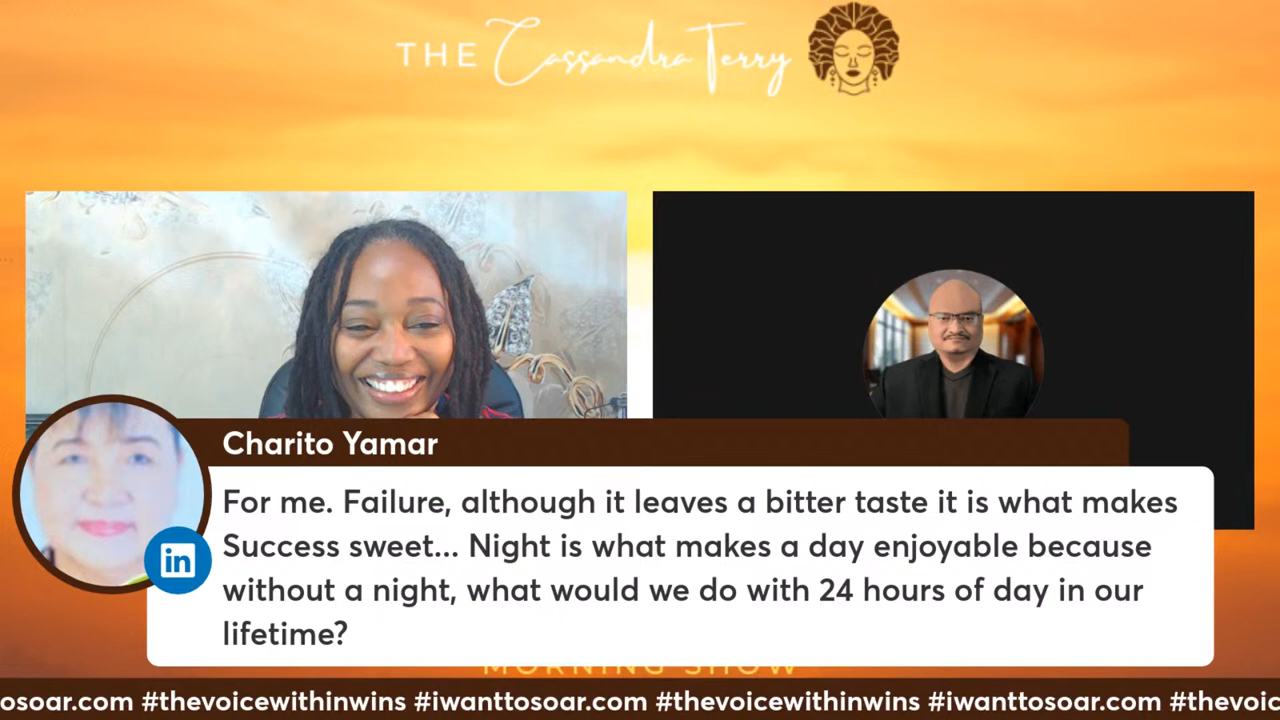 THE Cassandra Terry
Charito Yamar
For me. Failure, although it leaves a bitter taste it is what makes
Success sweet... Night is what makes a day enjoyable because
without a night, what would we do with 24 hours of day in our
lifetime?
in
MORNING SHOW
osoar.com #thevoicewithinwins #iwanttosoar.com #thevoicewithinwins #iwanttosoar.com #thevoic